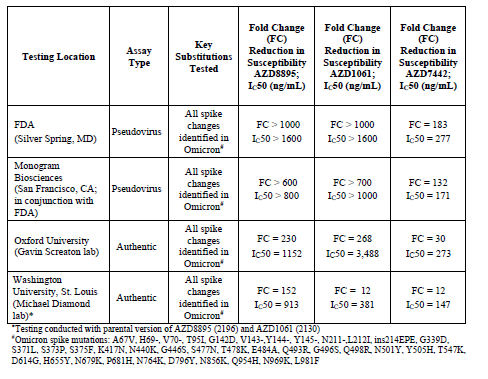 Testing Location
Assay
Type
Key
Substitutions
Tested
Fold Change
(FC)
Reduction in
Susceptibility
AZD8895;
IC50 (ng/mL)
Fold Change
(FC)
Reduction in
Susceptibility
AZD1061;
IC50 (ng/mL)
Fold Change
(FC)
Reduction in
Susceptibility
AZD7442;
IC50 (ng/mL)
FDA
(Silver Spring, MD)
Pseudovirus
All spike
changes
identified in
Omicron#
FC > 1000
IC50 > 1600
FC > 1000
IC50 > 1600
FC = 183
IC50 = 277
Monogram
Biosciences
(San Francisco, CA;
in conjunction with
FDA)
Pseudovirus
All spike
changes
identified in
Omicron#
FC > 600
IC50 > 800
FC > 700
IC50 > 1000
FC = 132
IC50 = 171
Oxford University
(Gavin Screaton lab)
Authentic
All spike
changes
identified in
Omicron#
FC = 230
IC50 = 1152
FC = 268
IC50 = 3,488
FC = 30
IC50 = 273
Washington
University, St. Louis
(Michael Diamond
lab)*
Authentic
All spike
changes
identified in
Omicron#
FC = 152
IC50 = 913
FC = 12
IC50 = 381
FC = 12
IC50 = 147
*Testing conducted with parental version of AZD8895 (2196) and AZD1061 (2130)
#Omicron spike mutations: A67V, H69-, V70-, T95I, G142D, V143-,Y144-, Y145-, N211-,L212I, ins214EPE, G339D,
S371L, S373P, S375F, K417N, N440K, G446S, S477N, T478K, E484A, Q493R, G496S, Q498R, N501Y, Y505H, T547K,
D614G, H655Y, N679K, P681H, N764K, D796Y, N856K, Q954H, N969K, L981F